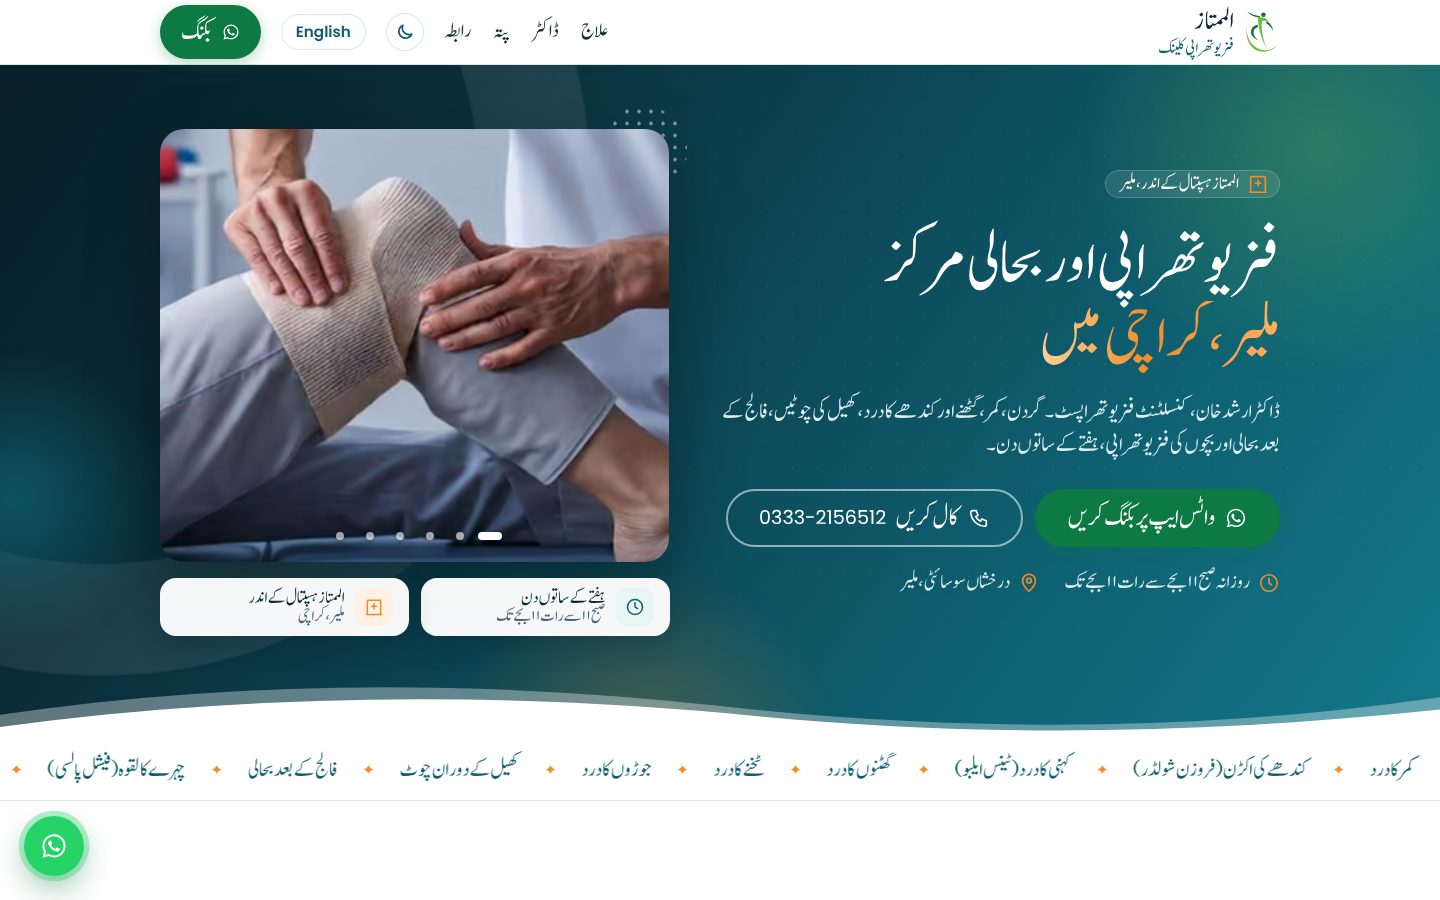 الممتاز
فزیوتھراپی کلینک
علاج
ڈاکٹر
پتہ
رابطہ
English
بکنگ
الممتاز ہسپتال کے اندر، ملیر
فزیوتھراپی اور بحالی مرکز
ملیر، کراچی میں
ڈاکٹر ارشد خان، کنسلٹنٹ فزیوتھراپسٹ۔ گردن، کمر، گھٹنے اور کندھے کا درد، کھیل کی چوٹیں، فالج کے
بعد بحالی اور بچوں کی فزیوتھراپی، ہفتے کے ساتوں دن۔
واٹس ایپ پر بکنگ کریں
کال کریں 0333-2156512
روزانہ صبح ۱۱ بجے سے رات ۱۱ بجے تک
درخشاں سوسائٹی، ملیر
ہفتے کے ساتوں دن
صبح ۱۱ سے رات ۱۱ بجے تک
الممتاز ہسپتال کے اندر
ملیر، کراچی
کمر کا درد ✦ کندھے کی اکڑن (فروزن شولڈر) ✦ کہنی کا درد (ٹینس ایلبو) ✦ گھٹنوں کا درد ✦ ٹخنے کا درد ✦ جوڑوں کا درد ✦ کھیل کے دوران چوٹ ✦ فالج کے بعد بحالی ✦ چہرے کا لقوہ (فیشل پالسی) ✦